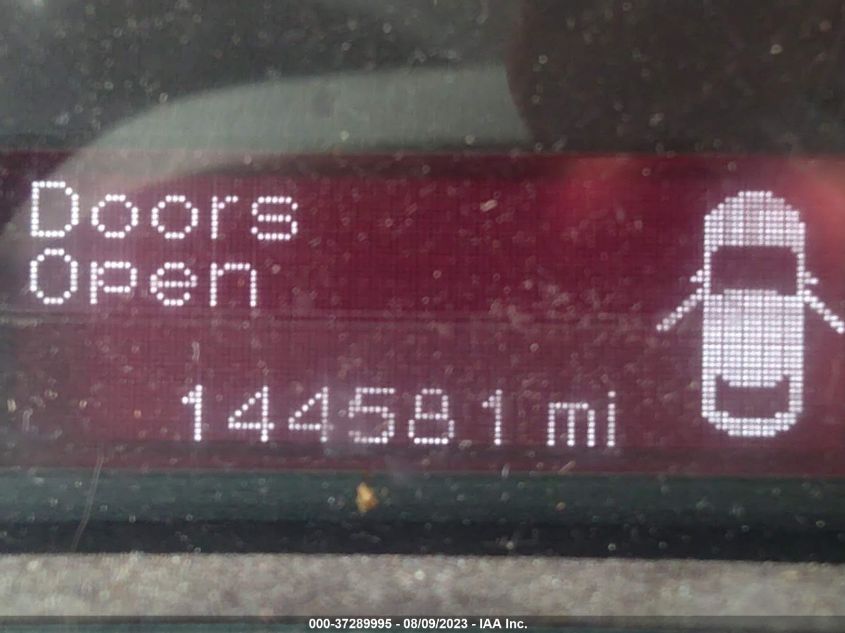 Doors
Open
144581 mi
000-37289995 - 08/09/2023 - IAA Inc.